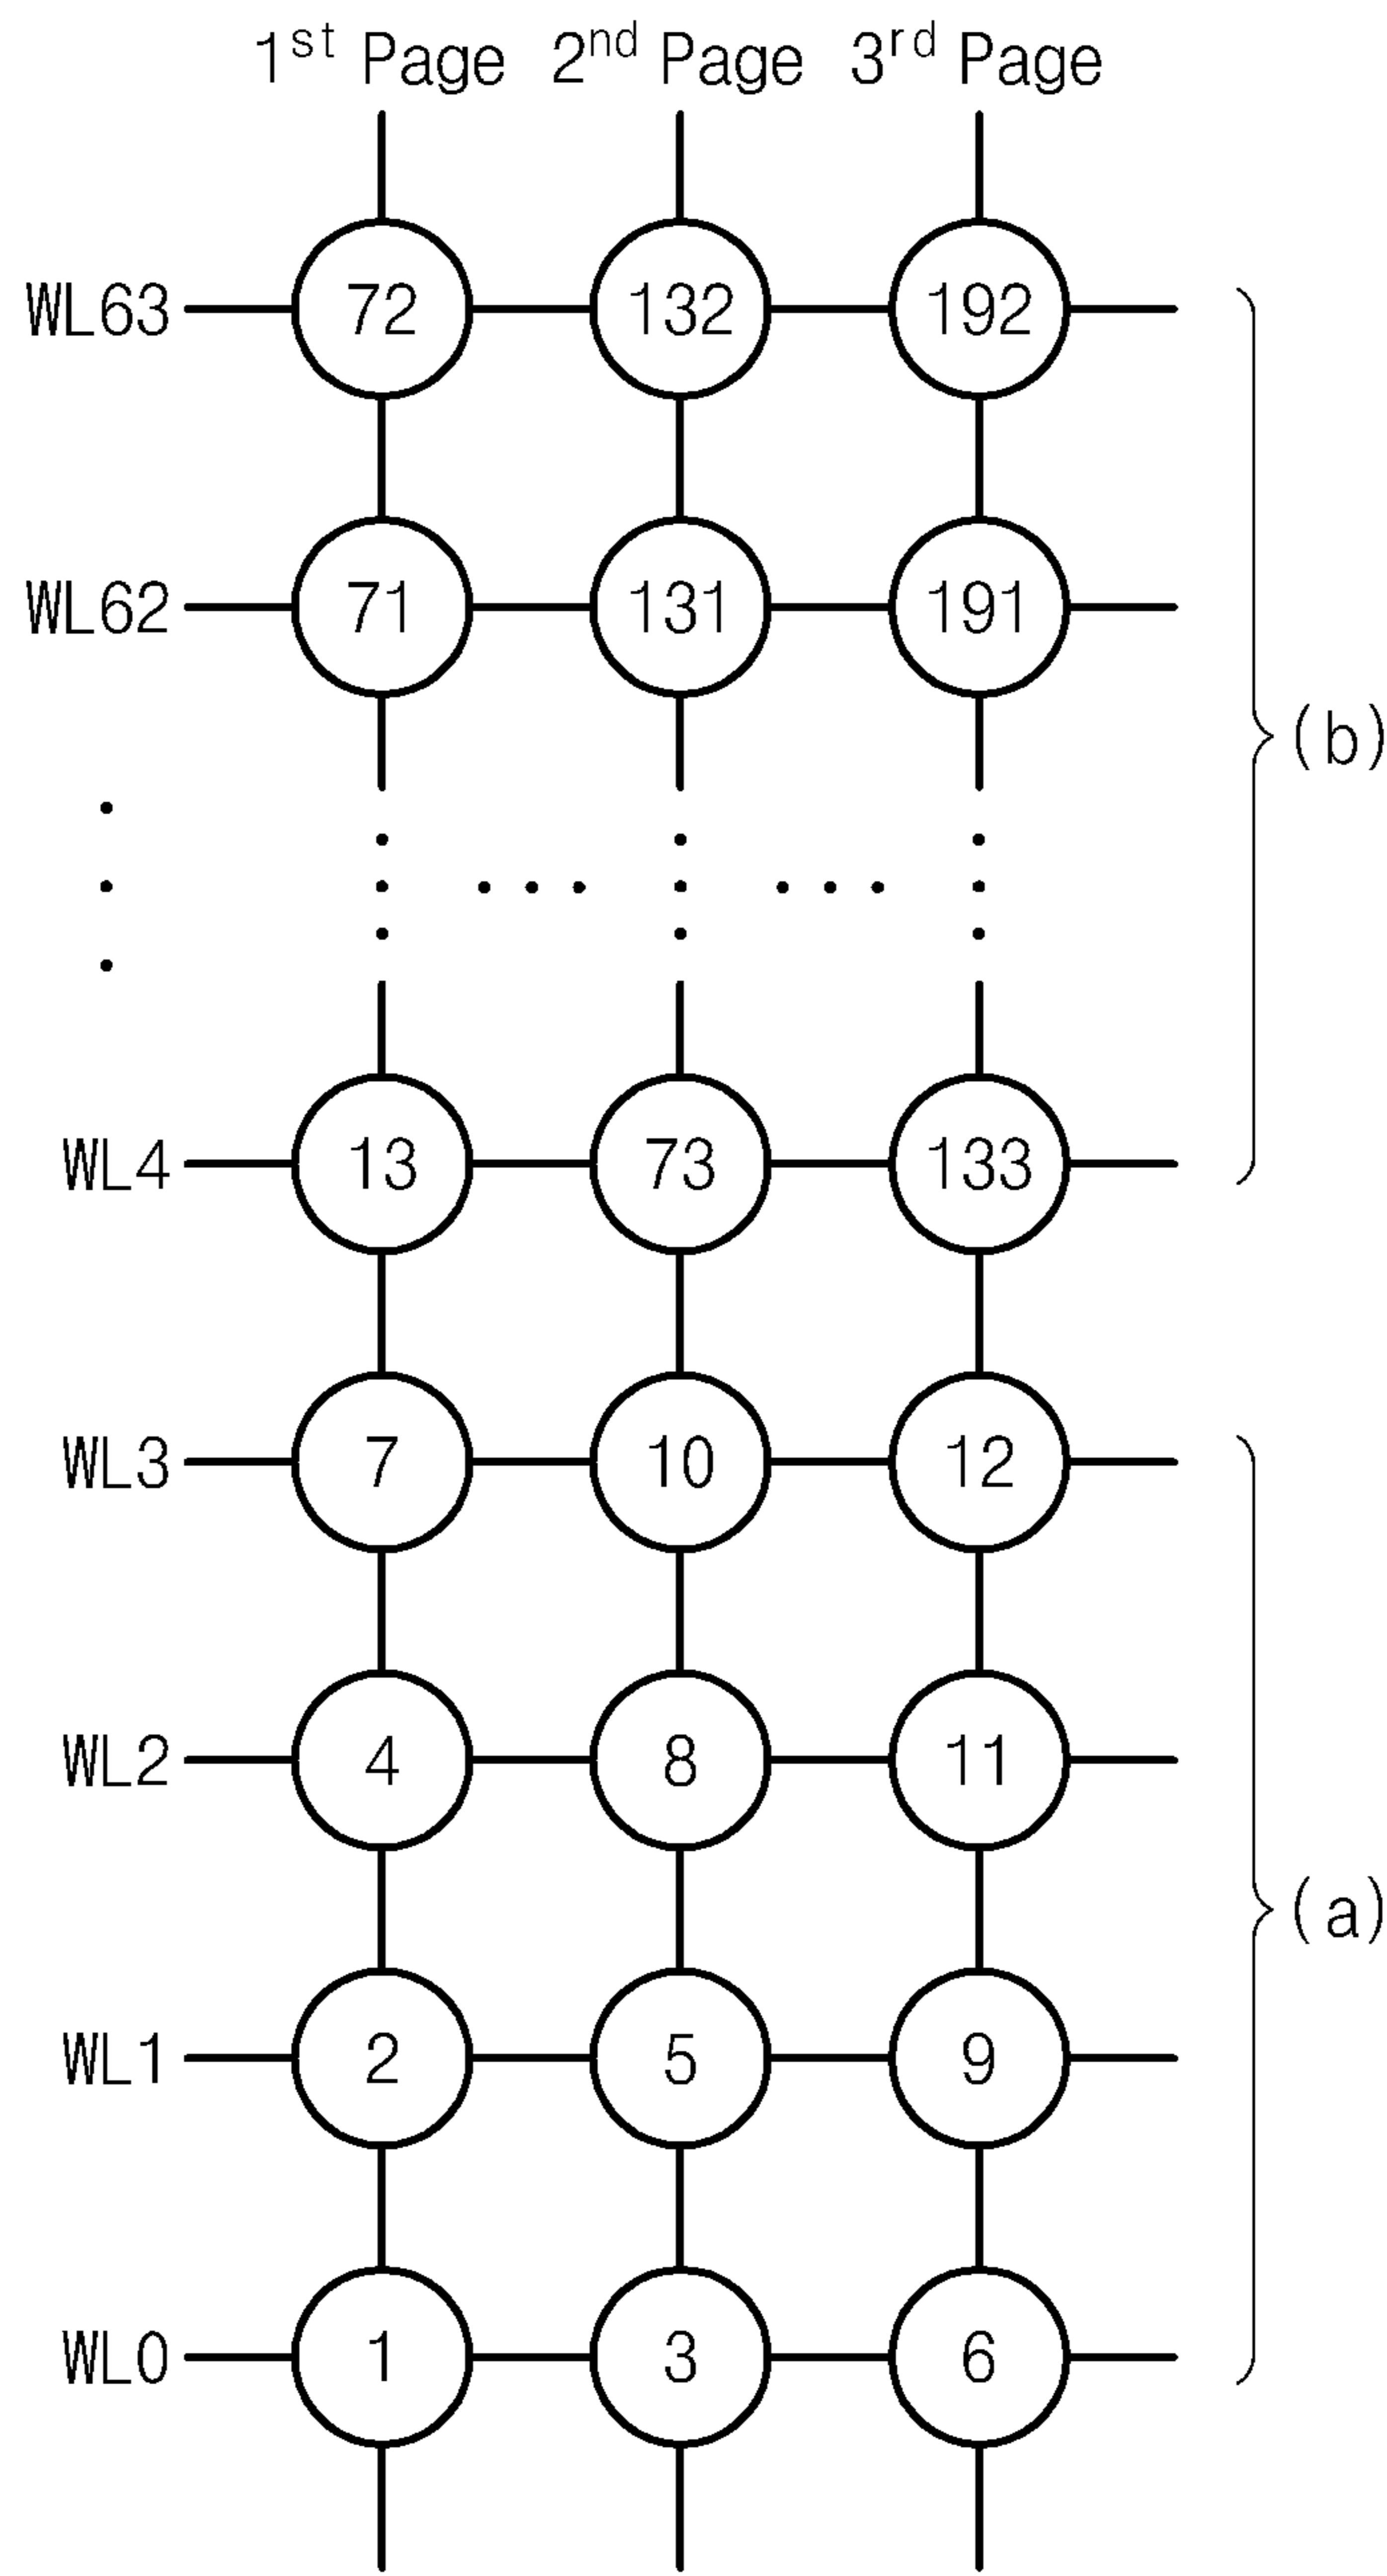 1st Page 2nd Page 3rd Page
WL63 72 132 192
WL62 71 131 191
(b)
WL4 13 73 133
WL3 7 10 12
WL2 4 8 11
(a)
WL1 2 5 9
WL0 1 3 6